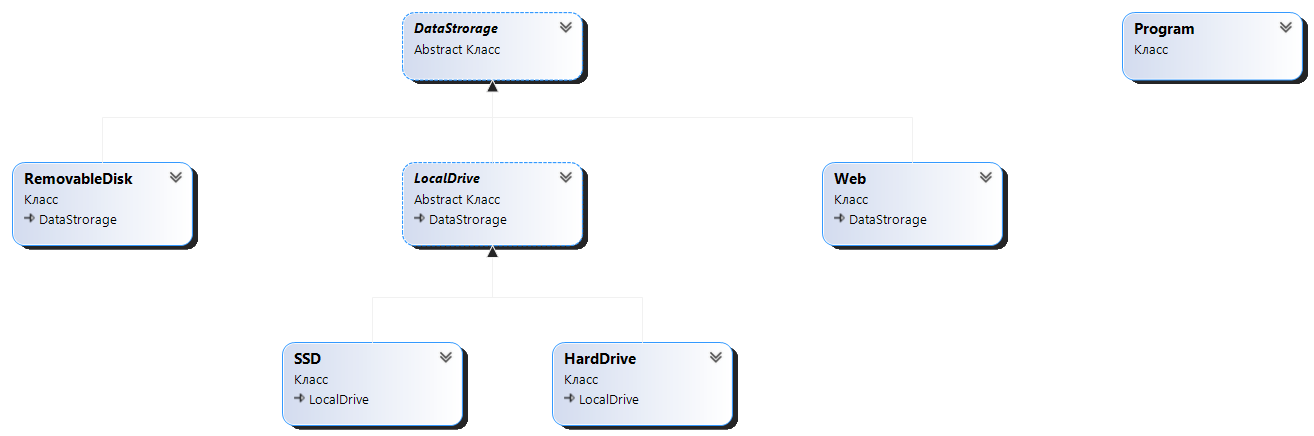 DataStrorage
Abstract Класс
Program
Класс
RemovableDisk
Класс
DataStrorage
LocalDrive
Abstract Класс
DataStrorage
Web
Класс
DataStrorage
SSD
Класс
LocalDrive
HardDrive
Класс
LocalDrive